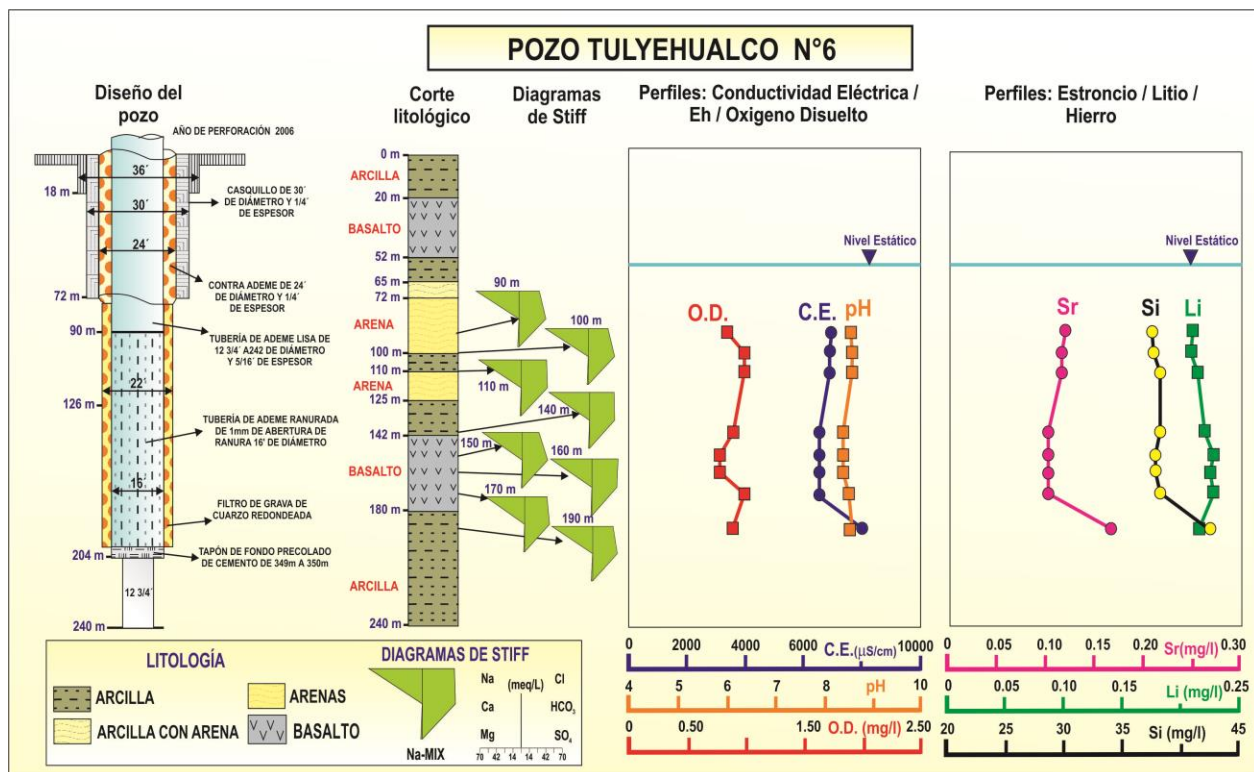 POZO TULYEHUALCO N°6
Diseño del
pozo
AÑO DE PERFORACIÓN 2006
36´
18 m
CASQUILLO DE 30´
DE DIÁMETRO Y 1/4´
DE ESPESOR
30´
24´
CONTRA ADEME DE 24´
DE DIÁMETRO Y 1/4´
DE ESPESOR
72 m
90 m
TUBERÍA DE ADEME LISA DE
12 3/4´ A242 DE DIÁMETRO
Y 5/16´ DE ESPESOR
22´
126 m
TUBERÍA DE ADEME RANURADA
DE 1mm DE ABERTURA DE
RANURA 16' DE DIÁMETRO
16´
FILTRO DE GRAVA DE
CUARZO REDONDEADA
204 m
TAPÓN DE FONDO PRECOLADO
DE CEMENTO DE 349m A 350m
12 3/4´
240 m
Corte
litológico
0 m
ARCILLA
20 m
BASALTO
52 m
65 m
72 m
ARENA
100 m
110 m
ARENA
125 m
142 m
BASALTO
180 m
ARCILLA
240 m
Diagramas
de Stiff
90 m
100 m
110 m
140 m
150 m
160 m
170 m
190 m
Perfiles: Conductividad Eléctrica /
Eh / Oxigeno Disuelto
Nivel Estático
O.D. C.E. pH
0 2000 4000 6000 C.E.(µS/cm) 10000
4 5 6 7 8 pH 10
0 0.50 1.50 O.D. (mg/l) 2.50
Perfiles: Estroncio / Litio /
Hierro
Nivel Estático
Sr Si Li
0 0.05 0.10 0.15 0.20 Sr(mg/l) 0.30
0 0.05 0.10 0.15 Li (mg/l) 0.25
20 25 30 35 Si (mg/l) 45
LITOLOGÍA
ARCILLA
ARENAS
ARCILLA CON ARENA
BASALTO
DIAGRAMAS DE STIFF
Na-MIX
Na (meq/L) Cl
Ca HCO₃
Mg SO₄
70 42 14 14 42 70